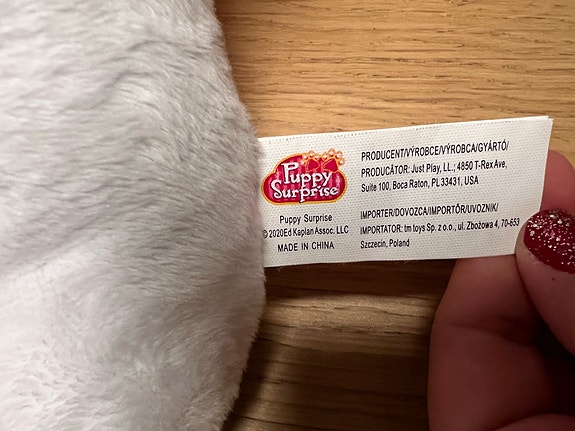 Puppy
Surprise
Puppy Surprise
© 2020Ed Kaplan Assoc. LLC
MADE IN CHINA
PRODUCENT/VÝROBCE/VÝROBCA/GYÁRTÓ/
PRODUCĂTOR: Just Play, LL.; 4850 T-Rex Ave,
Suite 100, Boca Raton, PL 33431, USA
IMPORTER/DOVOZCA/IMPORTŐR/UVOZNIK/
IMPORTATOR: tm toys Sp. z o.o., ul. Zbożowa 4, 70-653
Szczecin, Poland